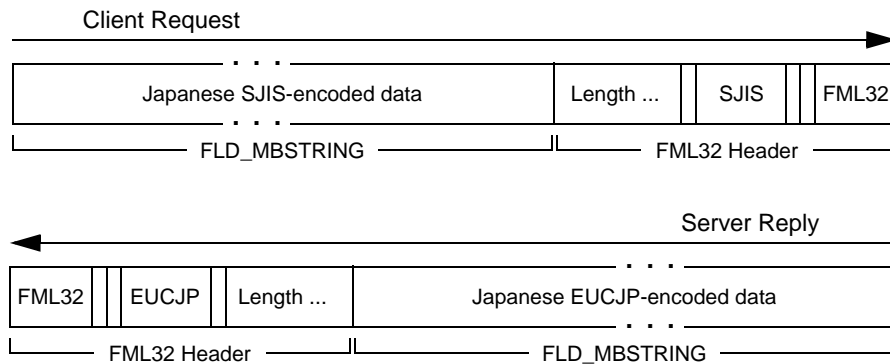 Client Request
Japanese SJIS-encoded data Length ... SJIS FML32
FLD_MBSTRING FML32 Header
Server Reply
FML32 EUCJP Length ... Japanese EUCJP-encoded data
FML32 Header FLD_MBSTRING